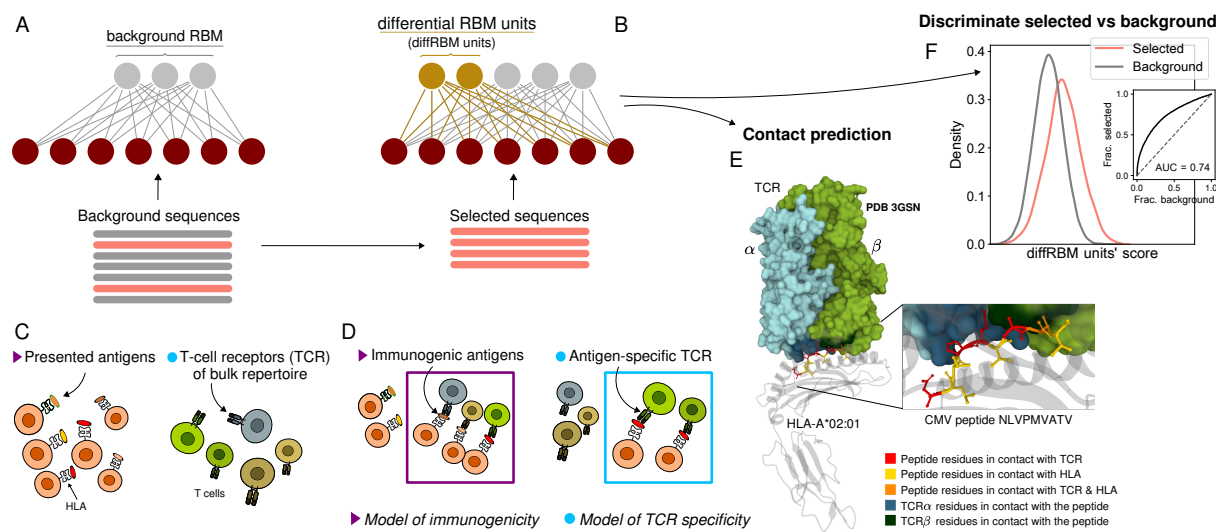 A
background RBM
Background sequences
differential RBM units
(diffRBM units)
Selected sequences
B
Contact prediction
Discriminate selected vs background
F
Selected
Background
Density
0.4
0.3
0.2
0.1
0.0
diffRBM units' score
Frac. selected
1.0
0.5
0.0
AUC = 0.74
0.0
0.5
1.0
Frac. background
C
Presented antigens
T-cell receptors (TCR)
of bulk repertoire
HLA
T cells
D
Immunogenic antigens
Antigen-specific TCR
Model of immunogenicity
Model of TCR specificity
E
TCR
PDB 3GSN
α
β
HLA-A*02:01
CMV peptide NLVPMVATV
Peptide residues in contact with TCR
Peptide residues in contact with HLA
Peptide residues in contact with TCR & HLA
TCRα residues in contact with the peptide
TCRβ residues in contact with the peptide